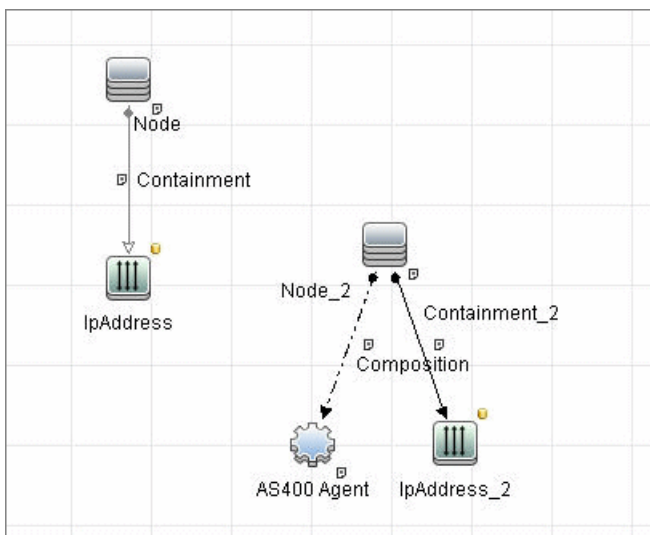 Node
Containment
IpAddress
Node_2
Containment_2
Composition
AS400 Agent
IpAddress_2